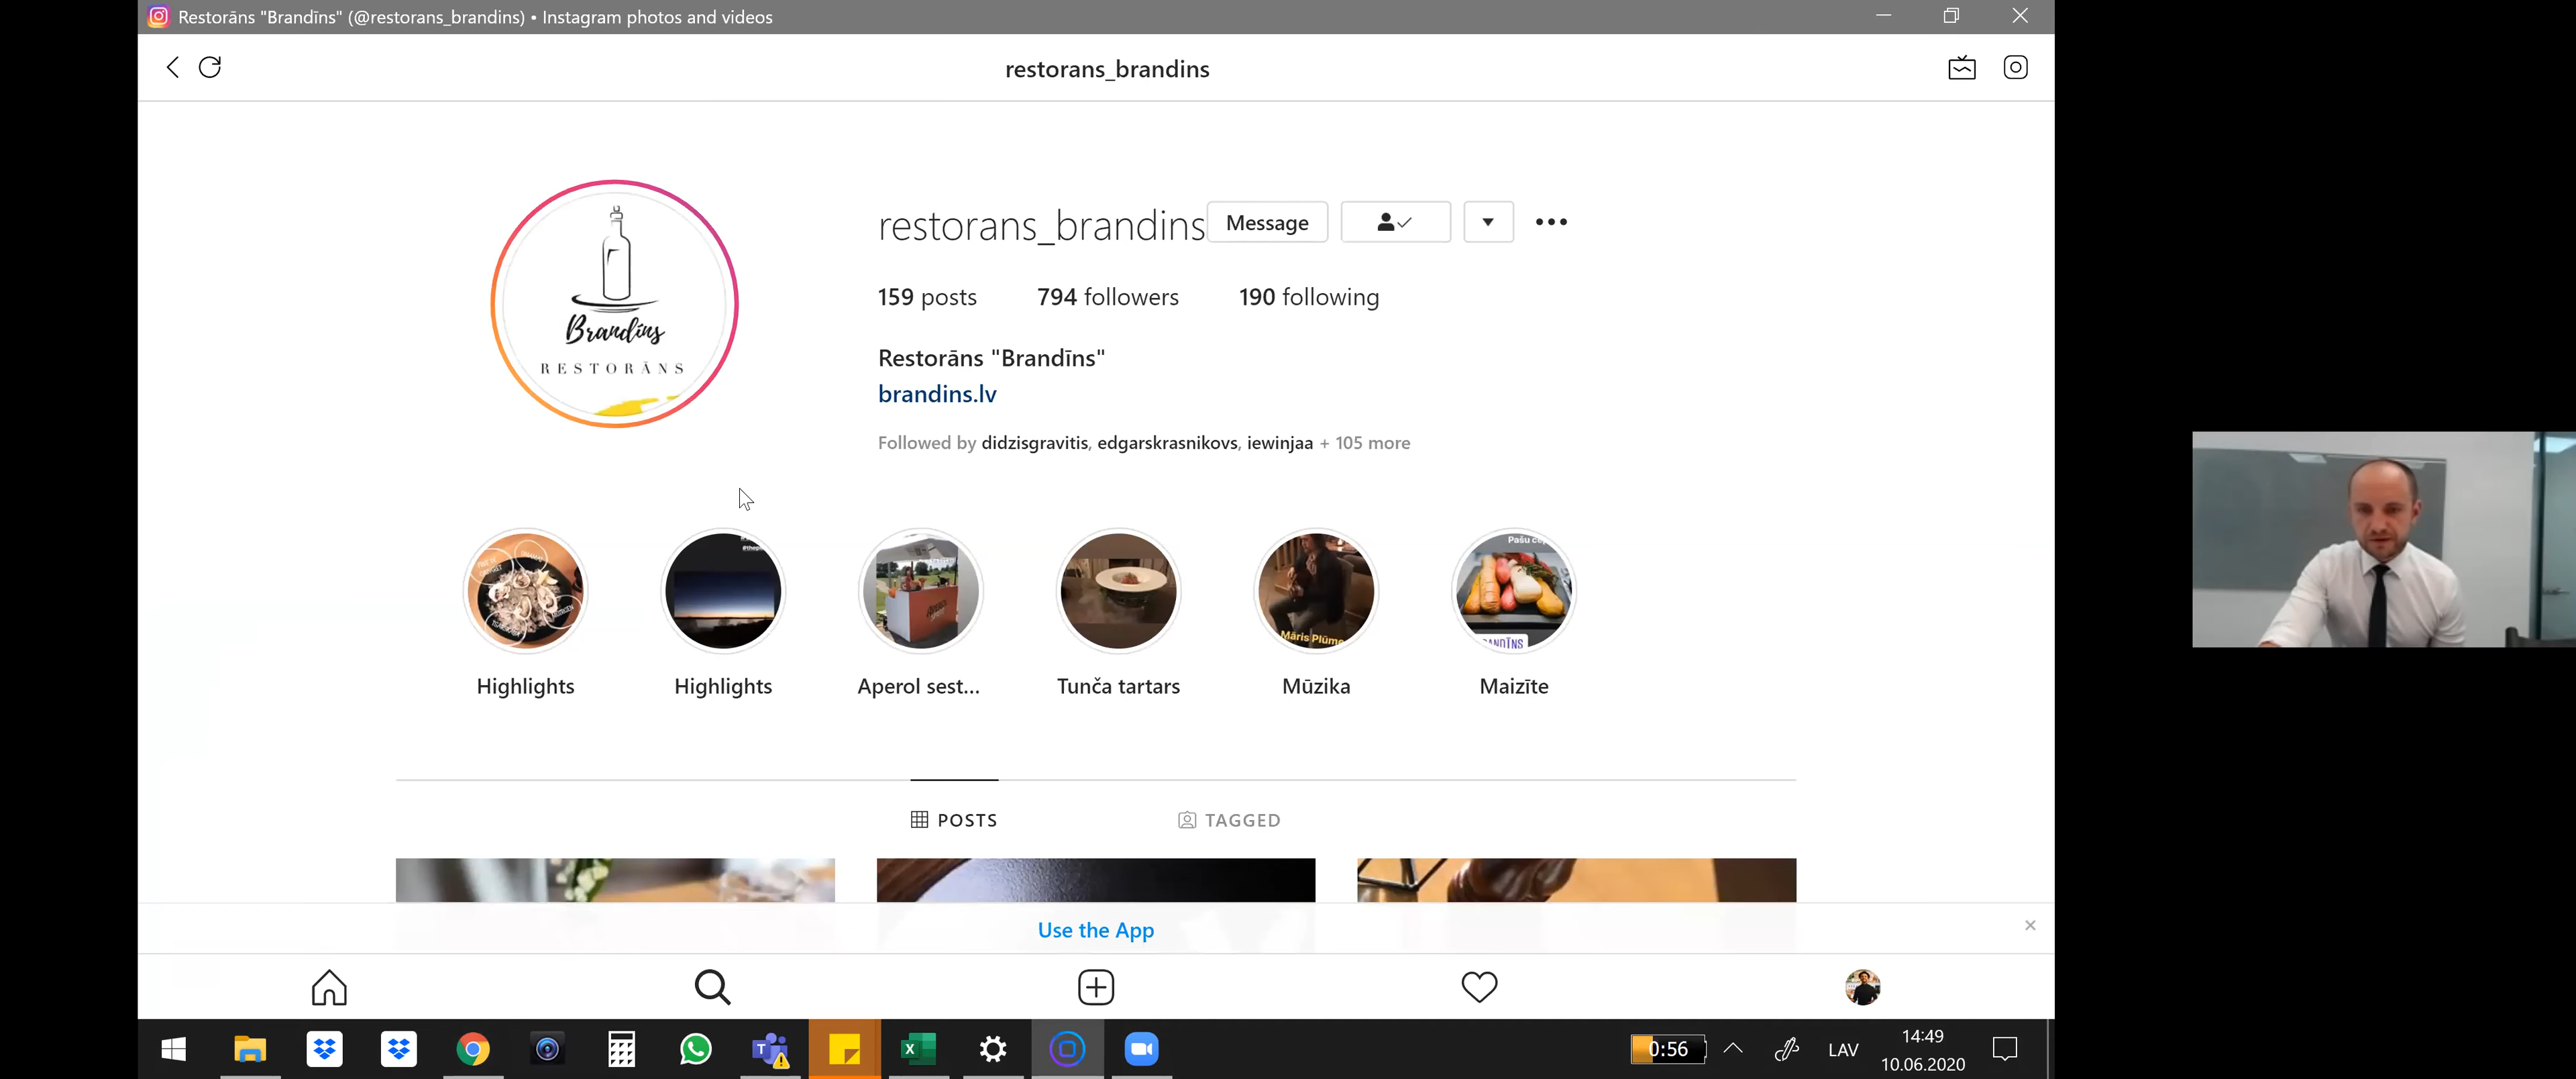 Restorāns "Brandīns" (@restorans_brandins) • Instagram photos and videos
restorans_brandins
Brandīns
RESTORĀNS
restorans_brandins
Message
159 posts 794 followers 190 following
Restorāns "Brandīns"
brandins.lv
Followed by didzisgravitis, edgarskrasnikovs, iewinjaa + 105 more
Māris Plūme
Highlights
Highlights
Aperol sest...
Tunča tartars
Mūzika
Maizīte
POSTS
TAGGED
Use the App
0:56
LAV
14:49
10.06.2020